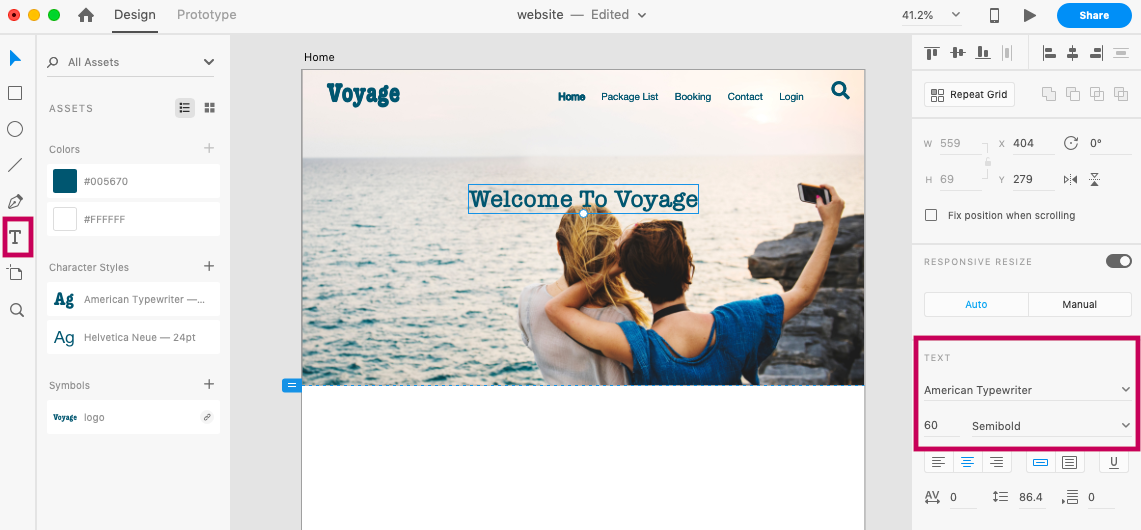 Design Prototype website — Edited 41.2% Share
All Assets
ASSETS
Colors
#005670
#FFFFFF
T
Character Styles
Ag American Typewriter —...
Ag Helvetica Neue — 24pt
Symbols
Voyage logo
Home
Voyage Home Package List Booking Contact Login
Welcome To Voyage
Repeat Grid
W 559 X 404 0°
H 69 Y 279
Fix position when scrolling
RESPONSIVE RESIZE
Auto Manual
TEXT
American Typewriter
60 Semibold
U
AV 0 86.4 0